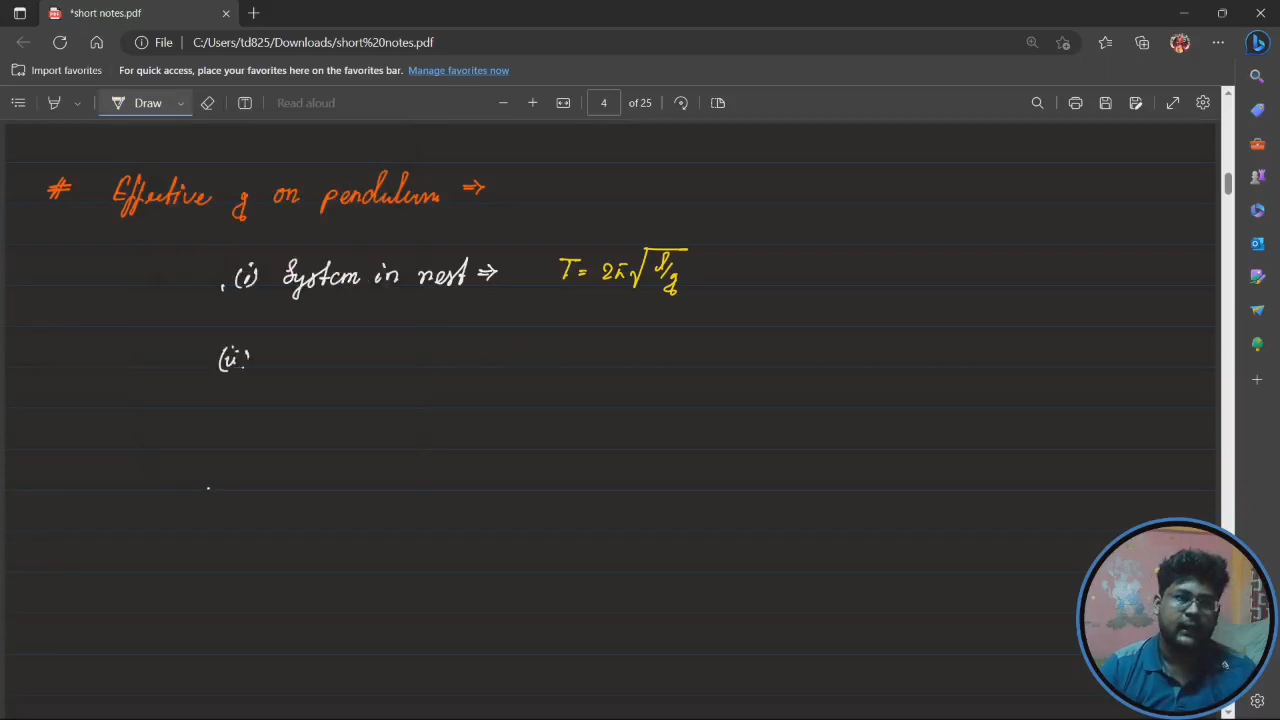 *short notes.pdf
File C:/Users/td825/Downloads/short%20notes.pdf
Import favorites For quick access, place your favorites here on the favorites bar. Manage favorites now
Draw Read aloud 4 of 25
# Effective g on pendulum ⇒
(i) System in rest ⇒ T = 2π√l/g
(ii)